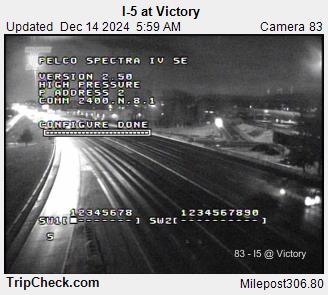 I-5 at Victory
Updated Dec 14 2024 5:59 AM Camera 83
PELCO SPECTRA IV SE
VERSION 2.50
HIGH PRESSURE
P ADDRESS 2
COMM 2400.N.8.1
CONFIGURE DONE
12345678 1234567890
SW1[■-------] SW2[----------]
5
83 - I5 @ Victory
TripCheck.com Milepost306.80